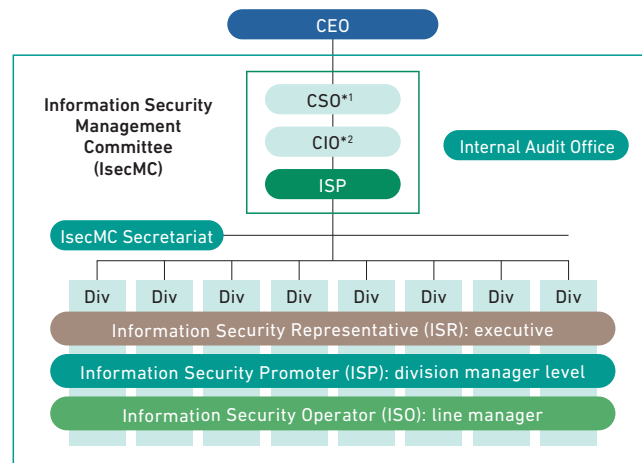 CEO
Information Security
Management
Committee
(IsecMC)
CSO*1
CIO*2
ISP
Internal Audit Office
IsecMC Secretariat
Div Div Div Div Div Div Div Div
Information Security Representative (ISR): executive
Information Security Promoter (ISP): division manager level
Information Security Operator (ISO): line manager